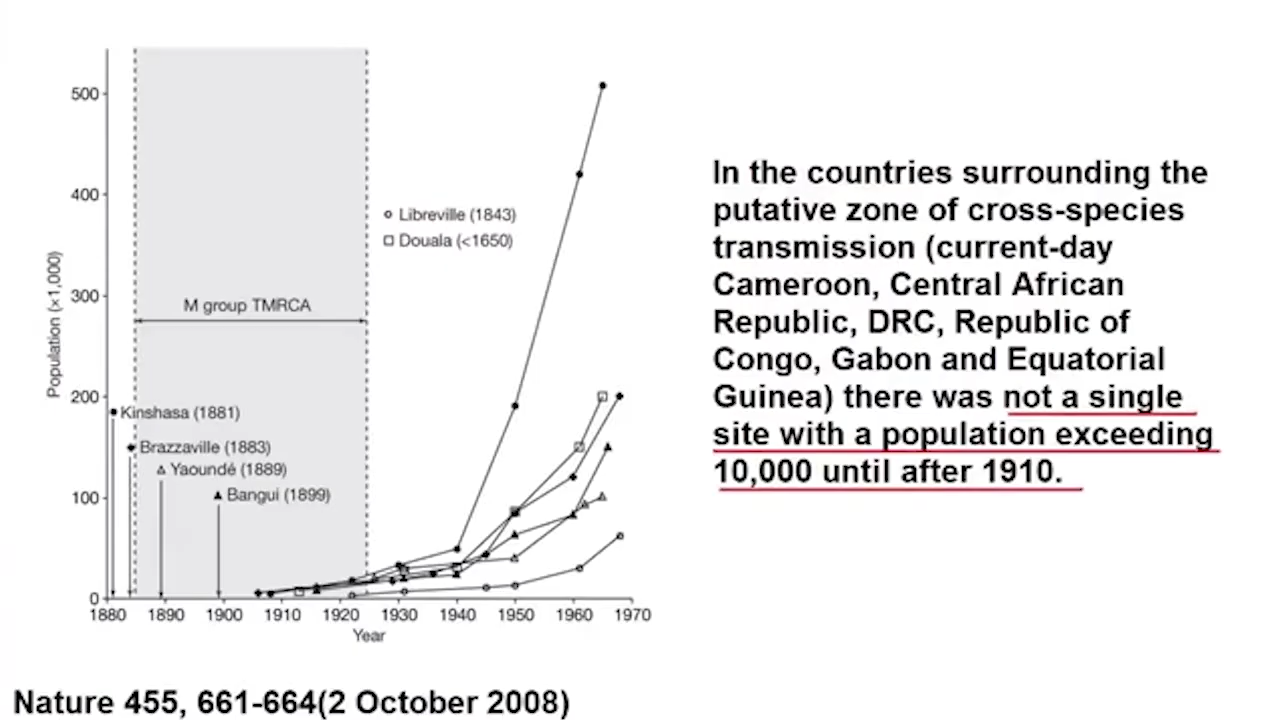 500
400
300
200
100
0
Population (×1,000)
Libreville (1843)
Douala (<1650)
M group TMRCA
Kinshasa (1881)
Brazzaville (1883)
Yaoundé (1889)
Bangui (1899)
1880 1890 1900 1910 1920 1930 1940 1950 1960 1970
Year
In the countries surrounding the
putative zone of cross-species
transmission (current-day
Cameroon, Central African
Republic, DRC, Republic of
Congo, Gabon and Equatorial
Guinea) there was not a single
site with a population exceeding
10,000 until after 1910.
Nature 455, 661-664(2 October 2008)